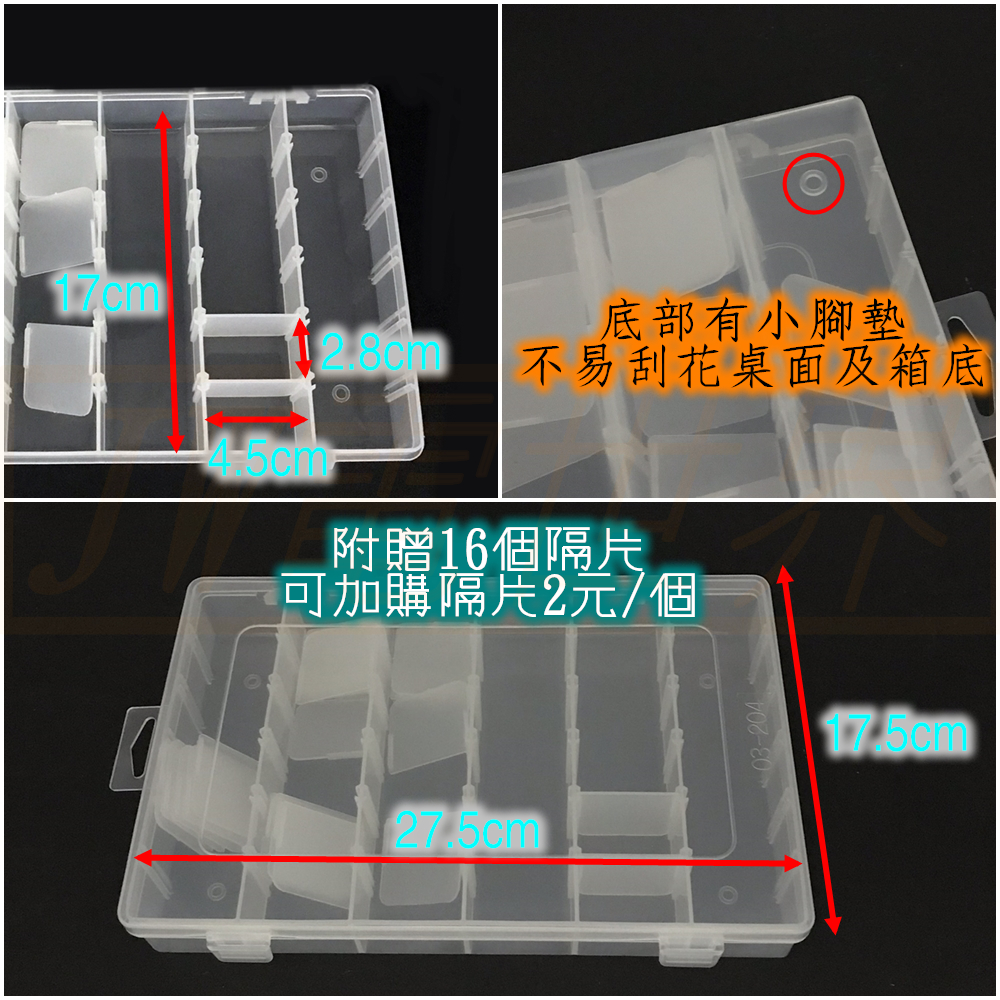 17cm
2.8cm
4.5cm
底部有小腳墊
不易刮花桌面及箱底
附贈16個隔片
可加購隔片2元/個
17.5cm
03-204
27.5cm